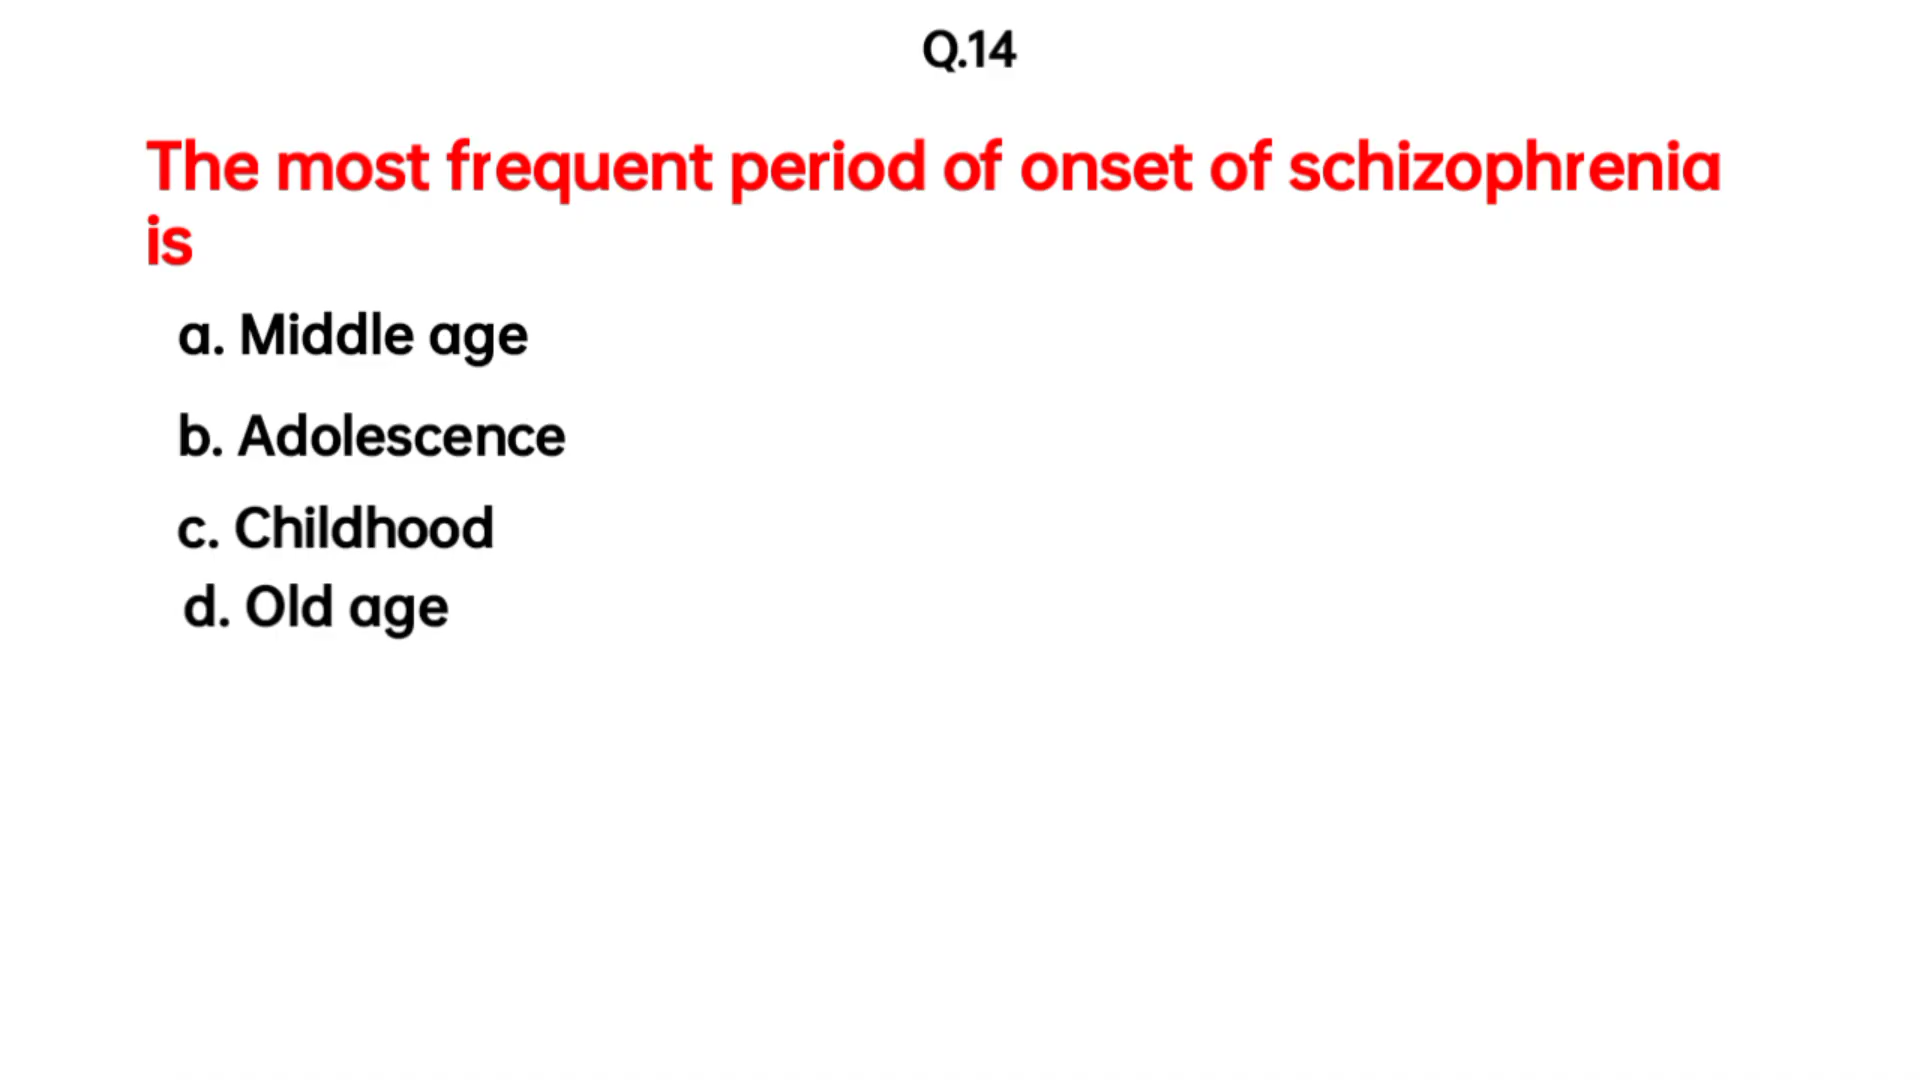 Q.14
The most frequent period of onset of schizophrenia
is
a. Middle age
b. Adolescence
c. Childhood
d. Old age